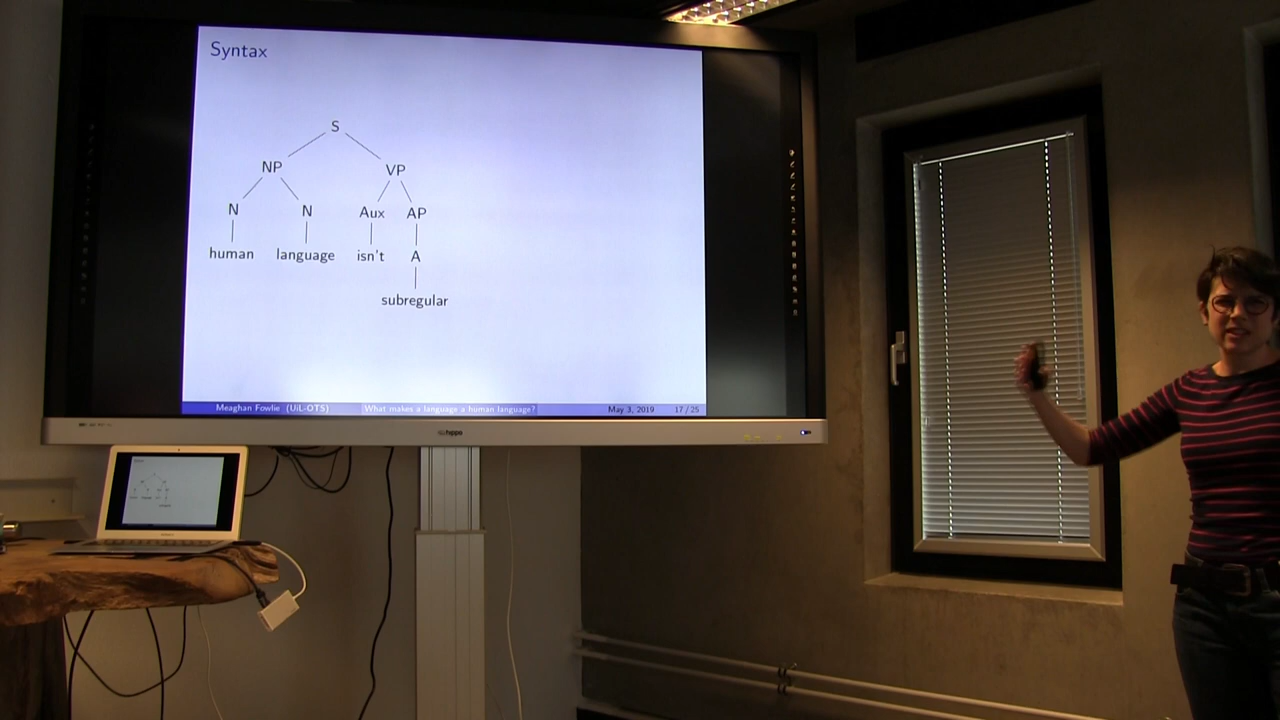 Syntax
S
NP VP
N N Aux AP
human language isn't A
subregular
Meaghan Fowlie (UiL-OTS) What makes a language a human language? May 3, 2019 17 / 25